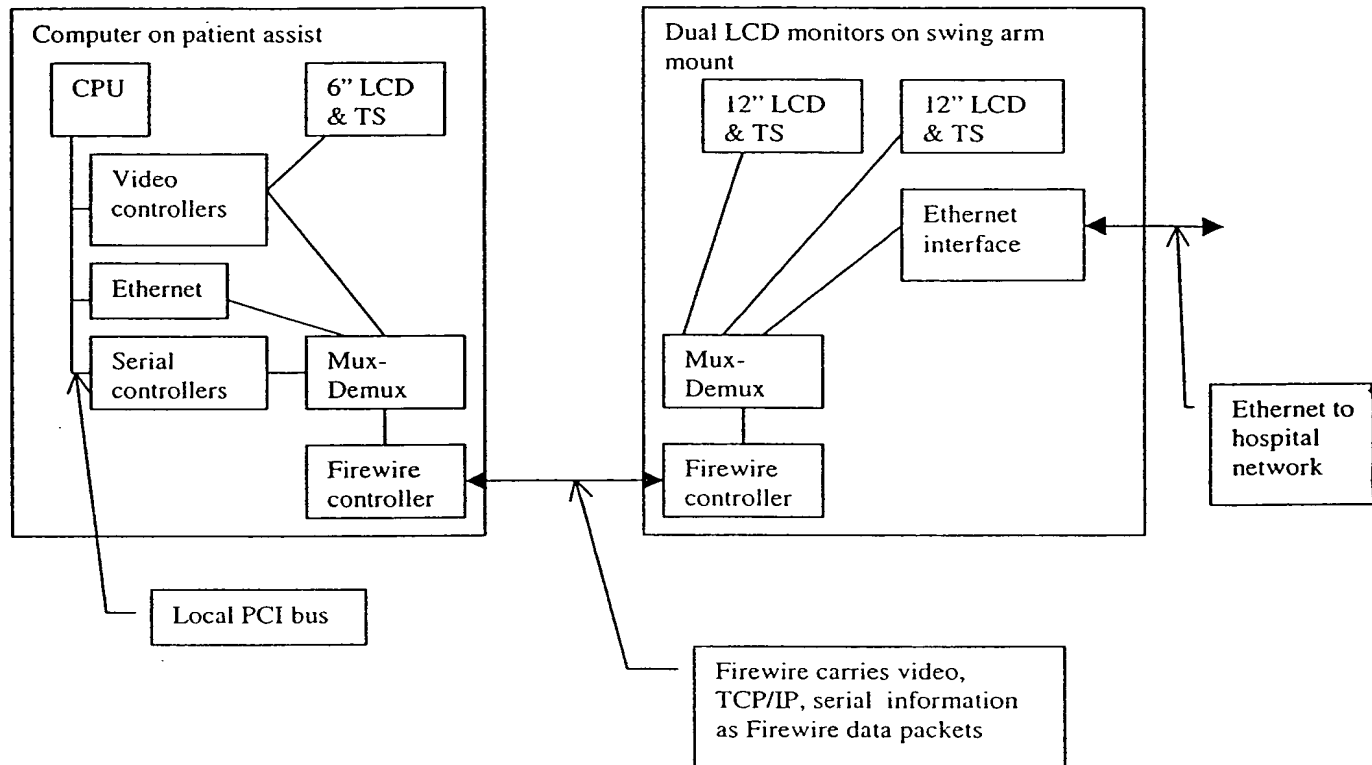 Computer on patient assist
CPU
6” LCD
& TS
Video
controllers
Ethernet
Serial
controllers
Mux-
Demux
Firewire
controller
Dual LCD monitors on swing arm
mount
12” LCD
& TS
12” LCD
& TS
Ethernet
interface
Mux-
Demux
Firewire
controller
Ethernet to
hospital
network
Local PCI bus
Firewire carries video,
TCP/IP, serial information
as Firewire data packets